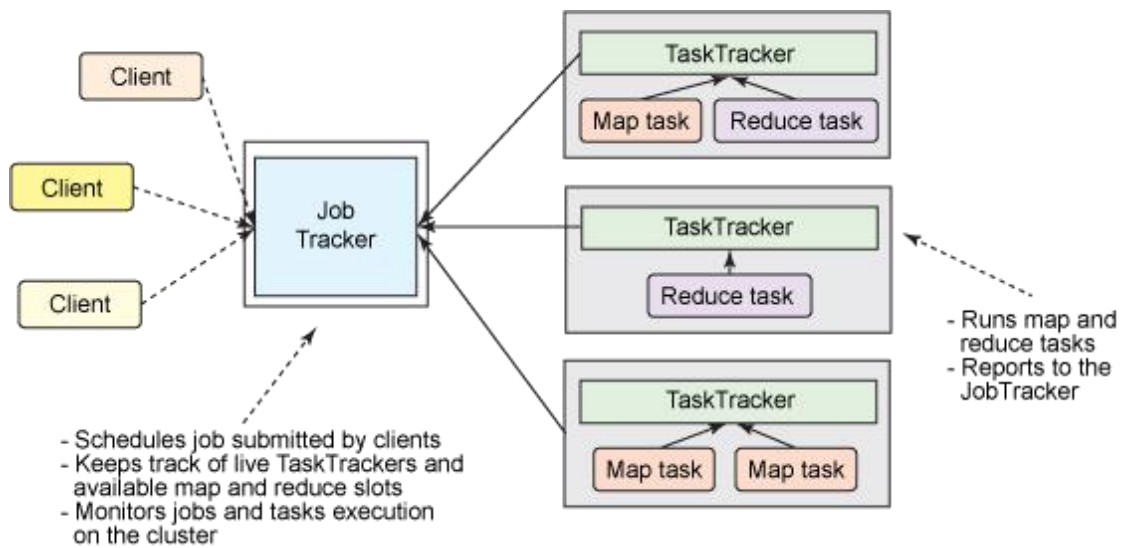 Client
Client
Client
Job
Tracker
TaskTracker
Map task
Reduce task
TaskTracker
Reduce task
TaskTracker
Map task
Map task
- Runs map and
reduce tasks
- Reports to the
JobTracker
- Schedules job submitted by clients
- Keeps track of live TaskTrackers and
available map and reduce slots
- Monitors jobs and tasks execution
on the cluster